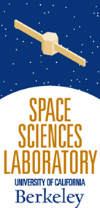 SPACE
SCIENCES
LABORATORY
UNIVERSITY OF CALIFORNIA
Berkeley